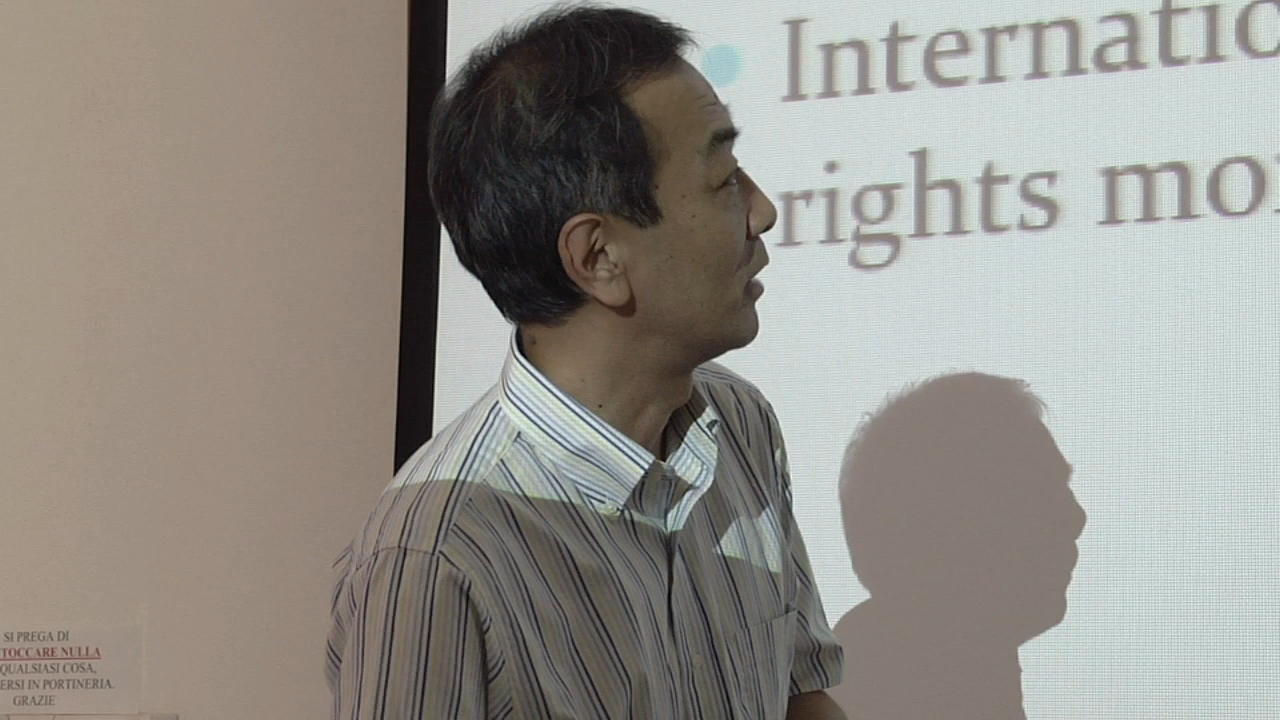 Internatio
rights mo
SI PREGA DI
TOCCARE NULLA
QUALSIASI COSA,
ERSI IN PORTINERIA.
GRAZIE